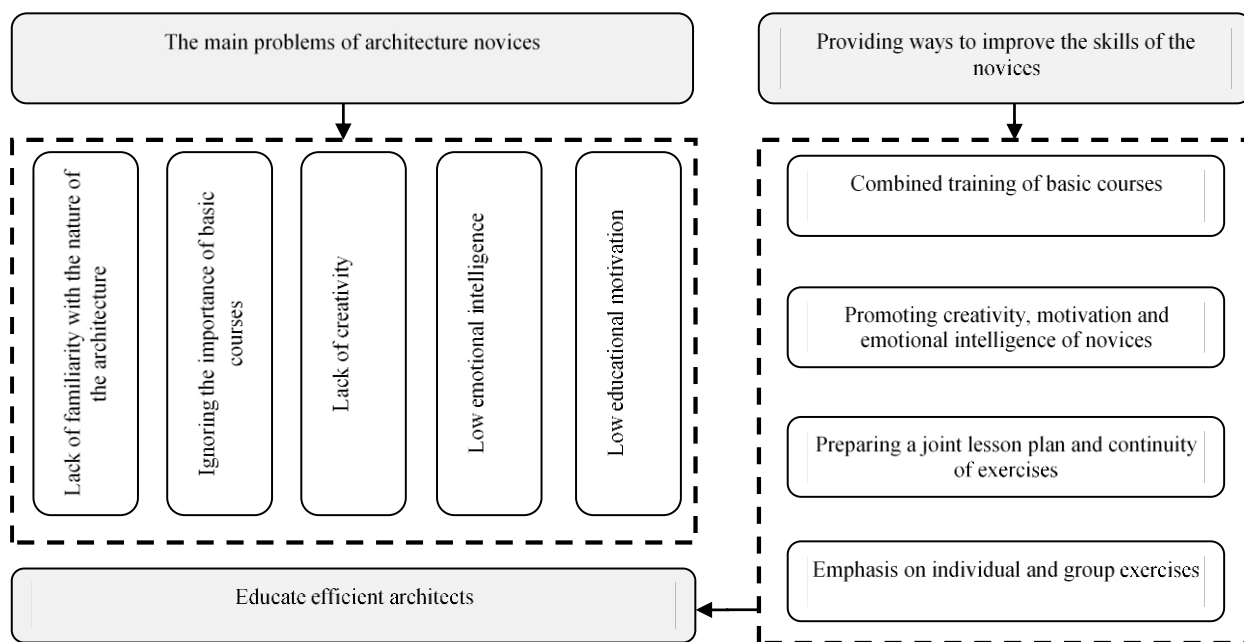 The main problems of architecture novices
Lack of familiarity with the nature of
the architecture
Ignoring the importance of basic
courses
Lack of creativity
Low emotional intelligence
Low educational motivation
Educate efficient architects
Providing ways to improve the skills of the
novices
Combined training of basic courses
Promoting creativity, motivation and
emotional intelligence of novices
Preparing a joint lesson plan and continuity
of exercises
Emphasis on individual and group exercises